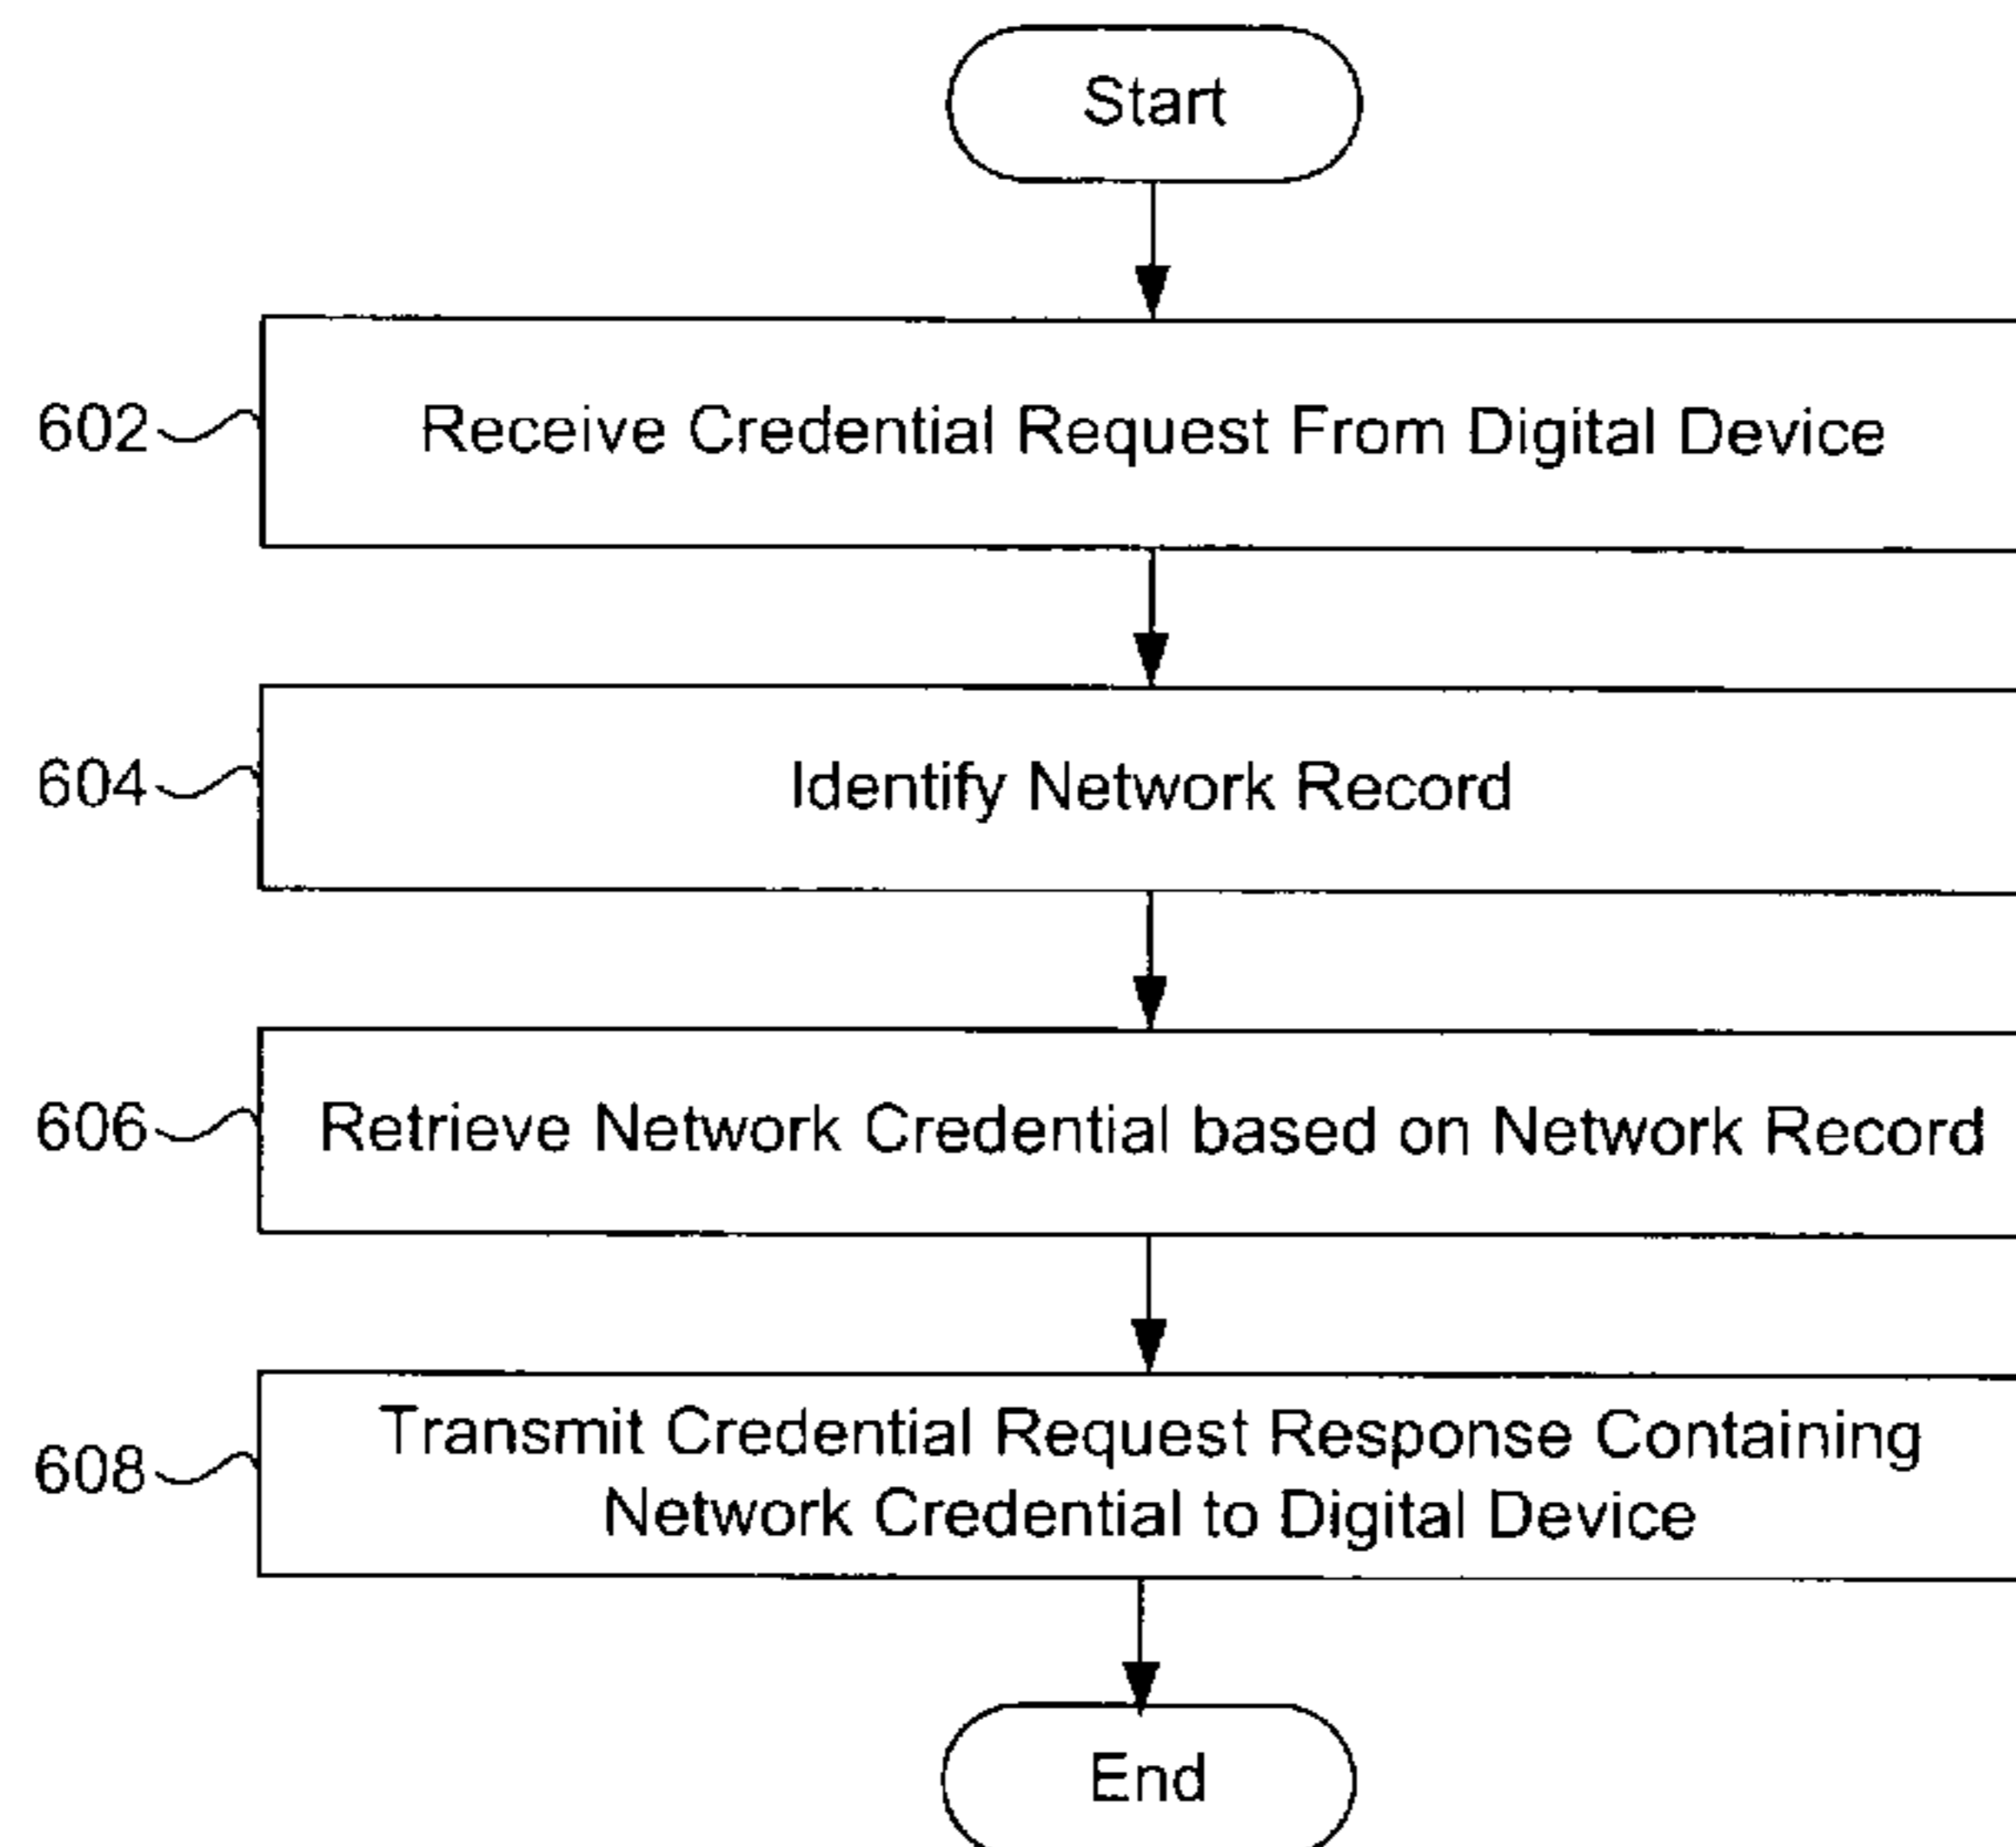 Start
602
Receive Credential Request From Digital Device
604
Identify Network Record
606
Retrieve Network Credential based on Network Record
608
Transmit Credential Request Response Containing
Network Credential to Digital Device
End